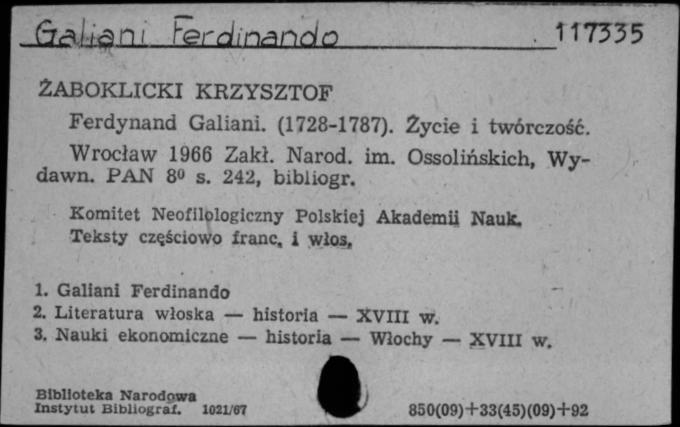 Galiani Ferdinando 117335
ŻABOKLICKI KRZYSZTOF
Ferdynand Galiani. (1728-1787). Życie i twórczość.
Wrocław 1966 Zakł. Narod. im. Ossolińskich, Wy-
dawn. PAN 8⁰ s. 242, bibliogr.
Komitet Neofilologiczny Polskiej Akademii Nauk.
Teksty częściowo franc. i włos.
1. Galiani Ferdinando
2. Literatura włoska — historia — XVIII w.
3. Nauki ekonomiczne — historia — Włochy — XVIII w.
Biblioteka Narodowa
Instytut Bibliograf. 1021/67 850(09)+33(45)(09)+92